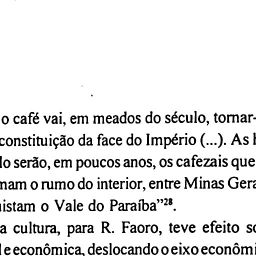 o café vai, em meados do século, tornar-
constituição da face do Império (...). As
lo serão, em poucos anos, os cafezais que
mam o rumo do interior, entre Minas Gera
uistam o Vale do Paraíba"²⁸.
a cultura, para R. Faoro, teve efeito so
l e econômica, deslocando o eixo econômi